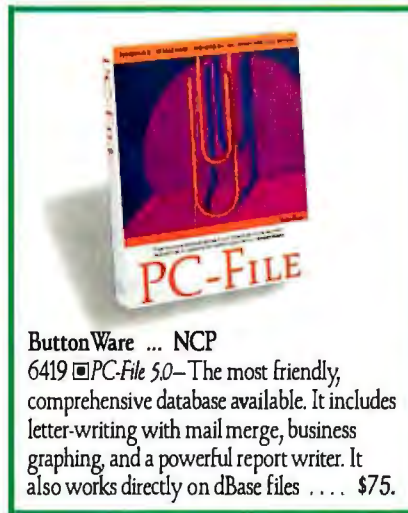 PC-FILE
ButtonWare ... NCP
6419 ▣PC-File 5.0–The most friendly,
comprehensive database available. It includes
letter-writing with mail merge, business
graphing, and a powerful report writer. It
also works directly on dBase files .... $75.